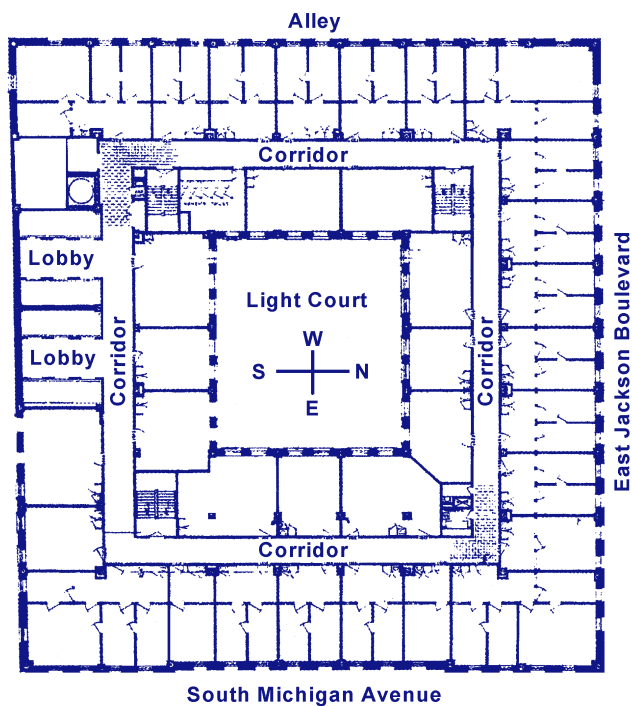 Alley
Corridor
Lobby
Light Court
East Jackson Boulevard
W
Lobby
Corridor
S
N
Corridor
E
Corridor
South Michigan Avenue